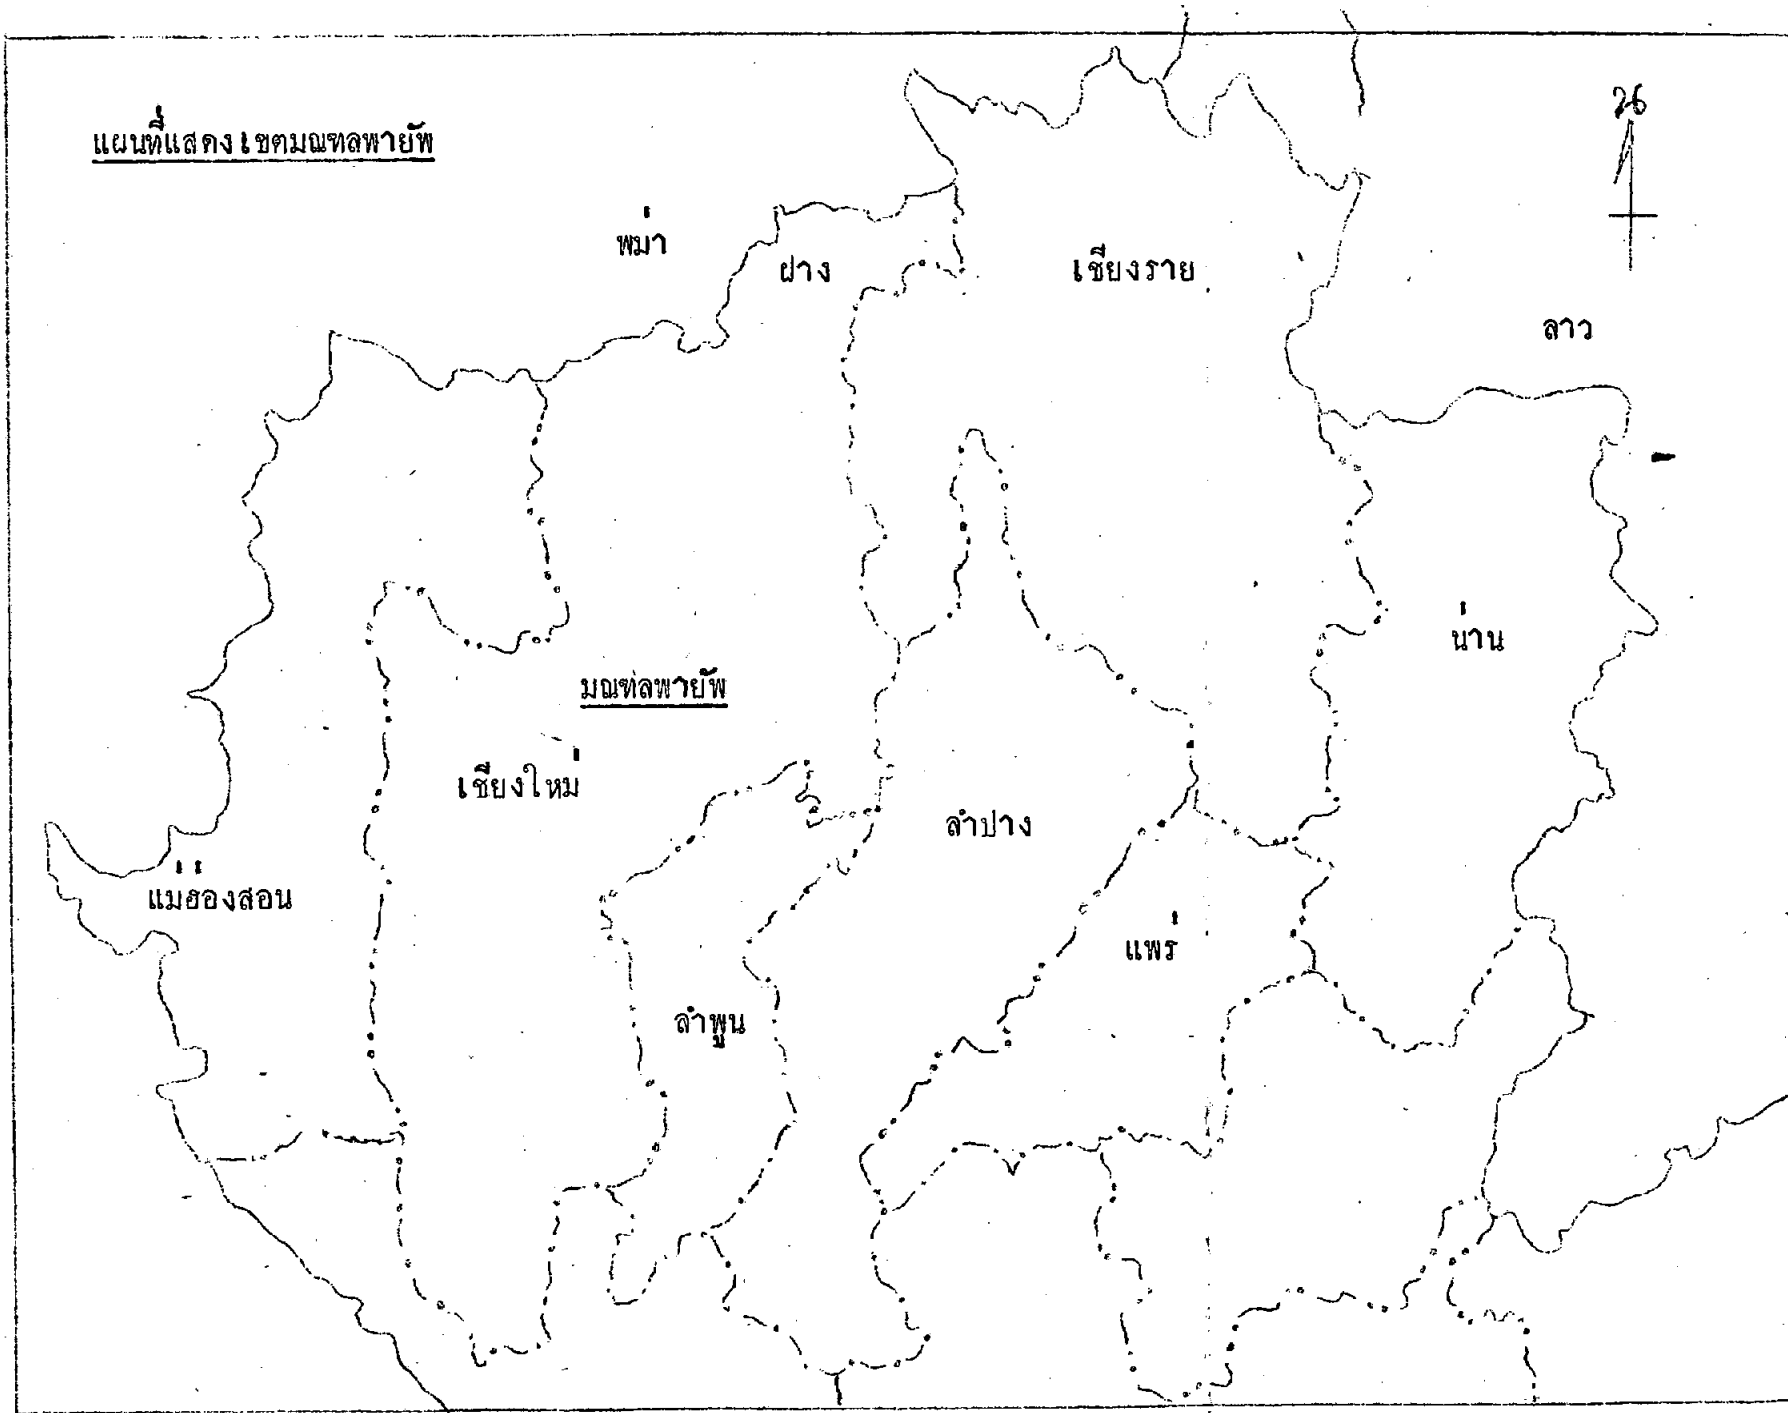 แผนที่แสดงเขตมณฑลพายัพ
26
พม่า
ฝาง
เชียงราย
ลาว
น่าน
มณฑลพายัพ
เชียงใหม่
ลำปาง
แม่ฮ่องสอน
แพร่
ลำพูน